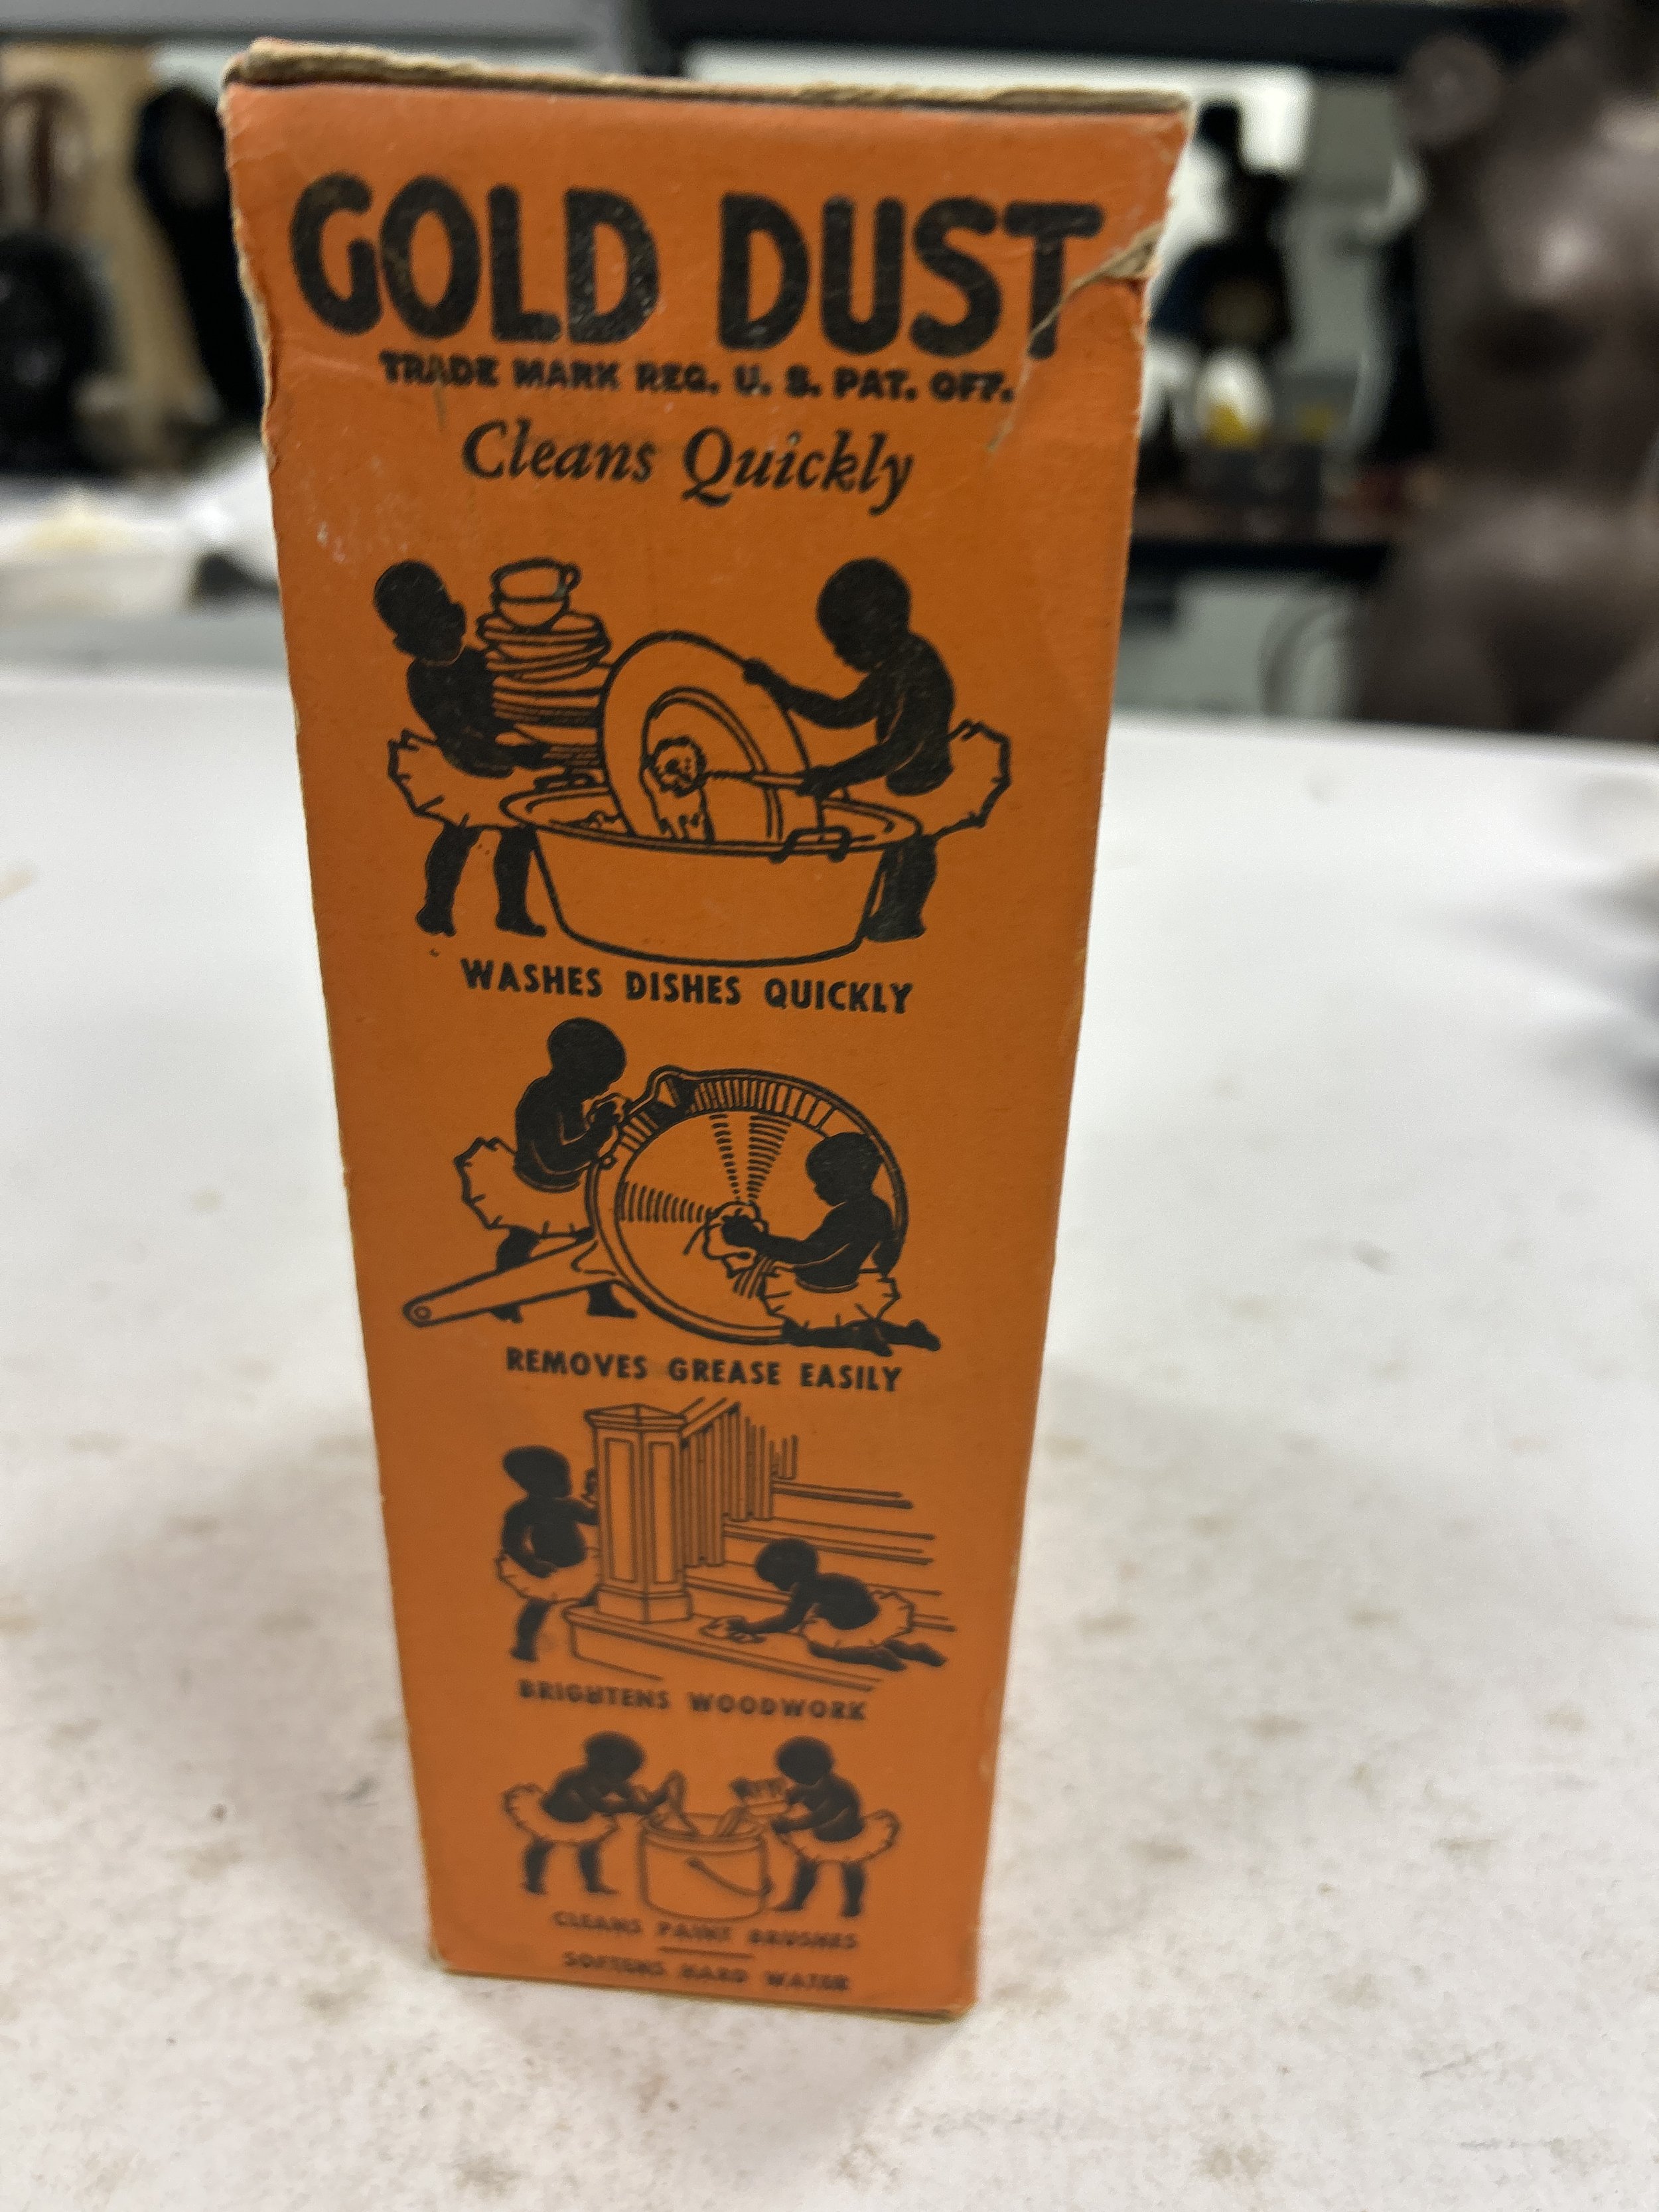 GOLD DUST
TRADE MARK REG. U. S. PAT. OFF.
Cleans Quickly
WASHES DISHES QUICKLY
REMOVES GREASE EASILY
BRIGHTENS WOODWORK
CLEANS PAINT BRUSHES
SOFTENS HARD WATER